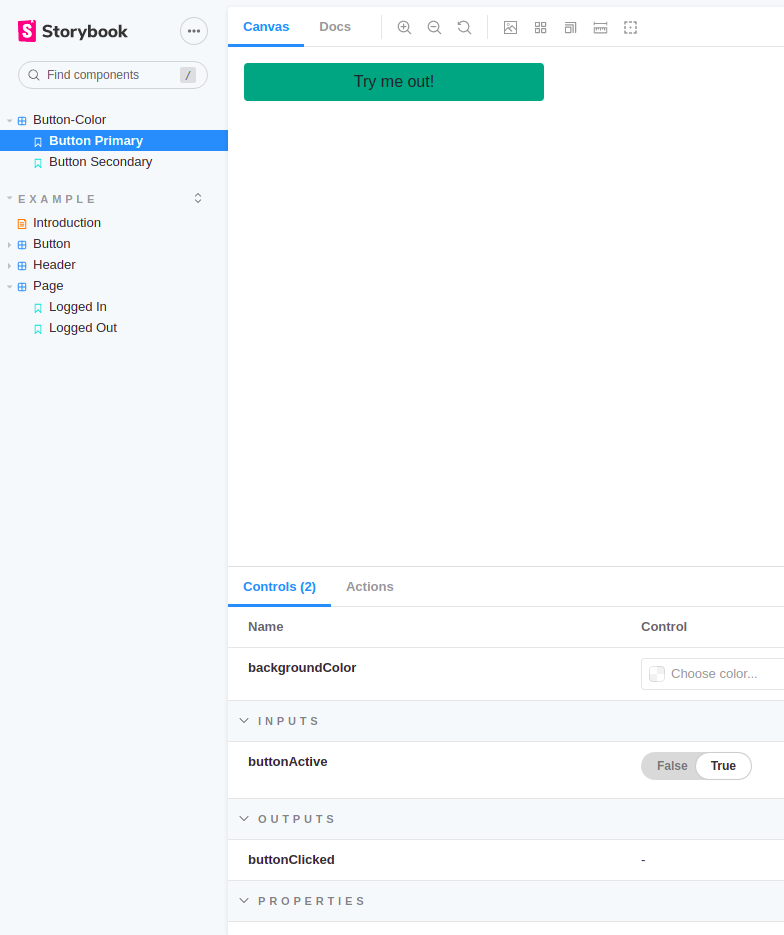 Storybook
Find components /
Button-Color
Button Primary
Button Secondary
EXAMPLE
Introduction
Button
Header
Page
Logged In
Logged Out
Canvas Docs
Try me out!
Controls (2) Actions
Name Control
backgroundColor Choose color...
INPUTS
buttonActive False True
OUTPUTS
buttonClicked -
PROPERTIES